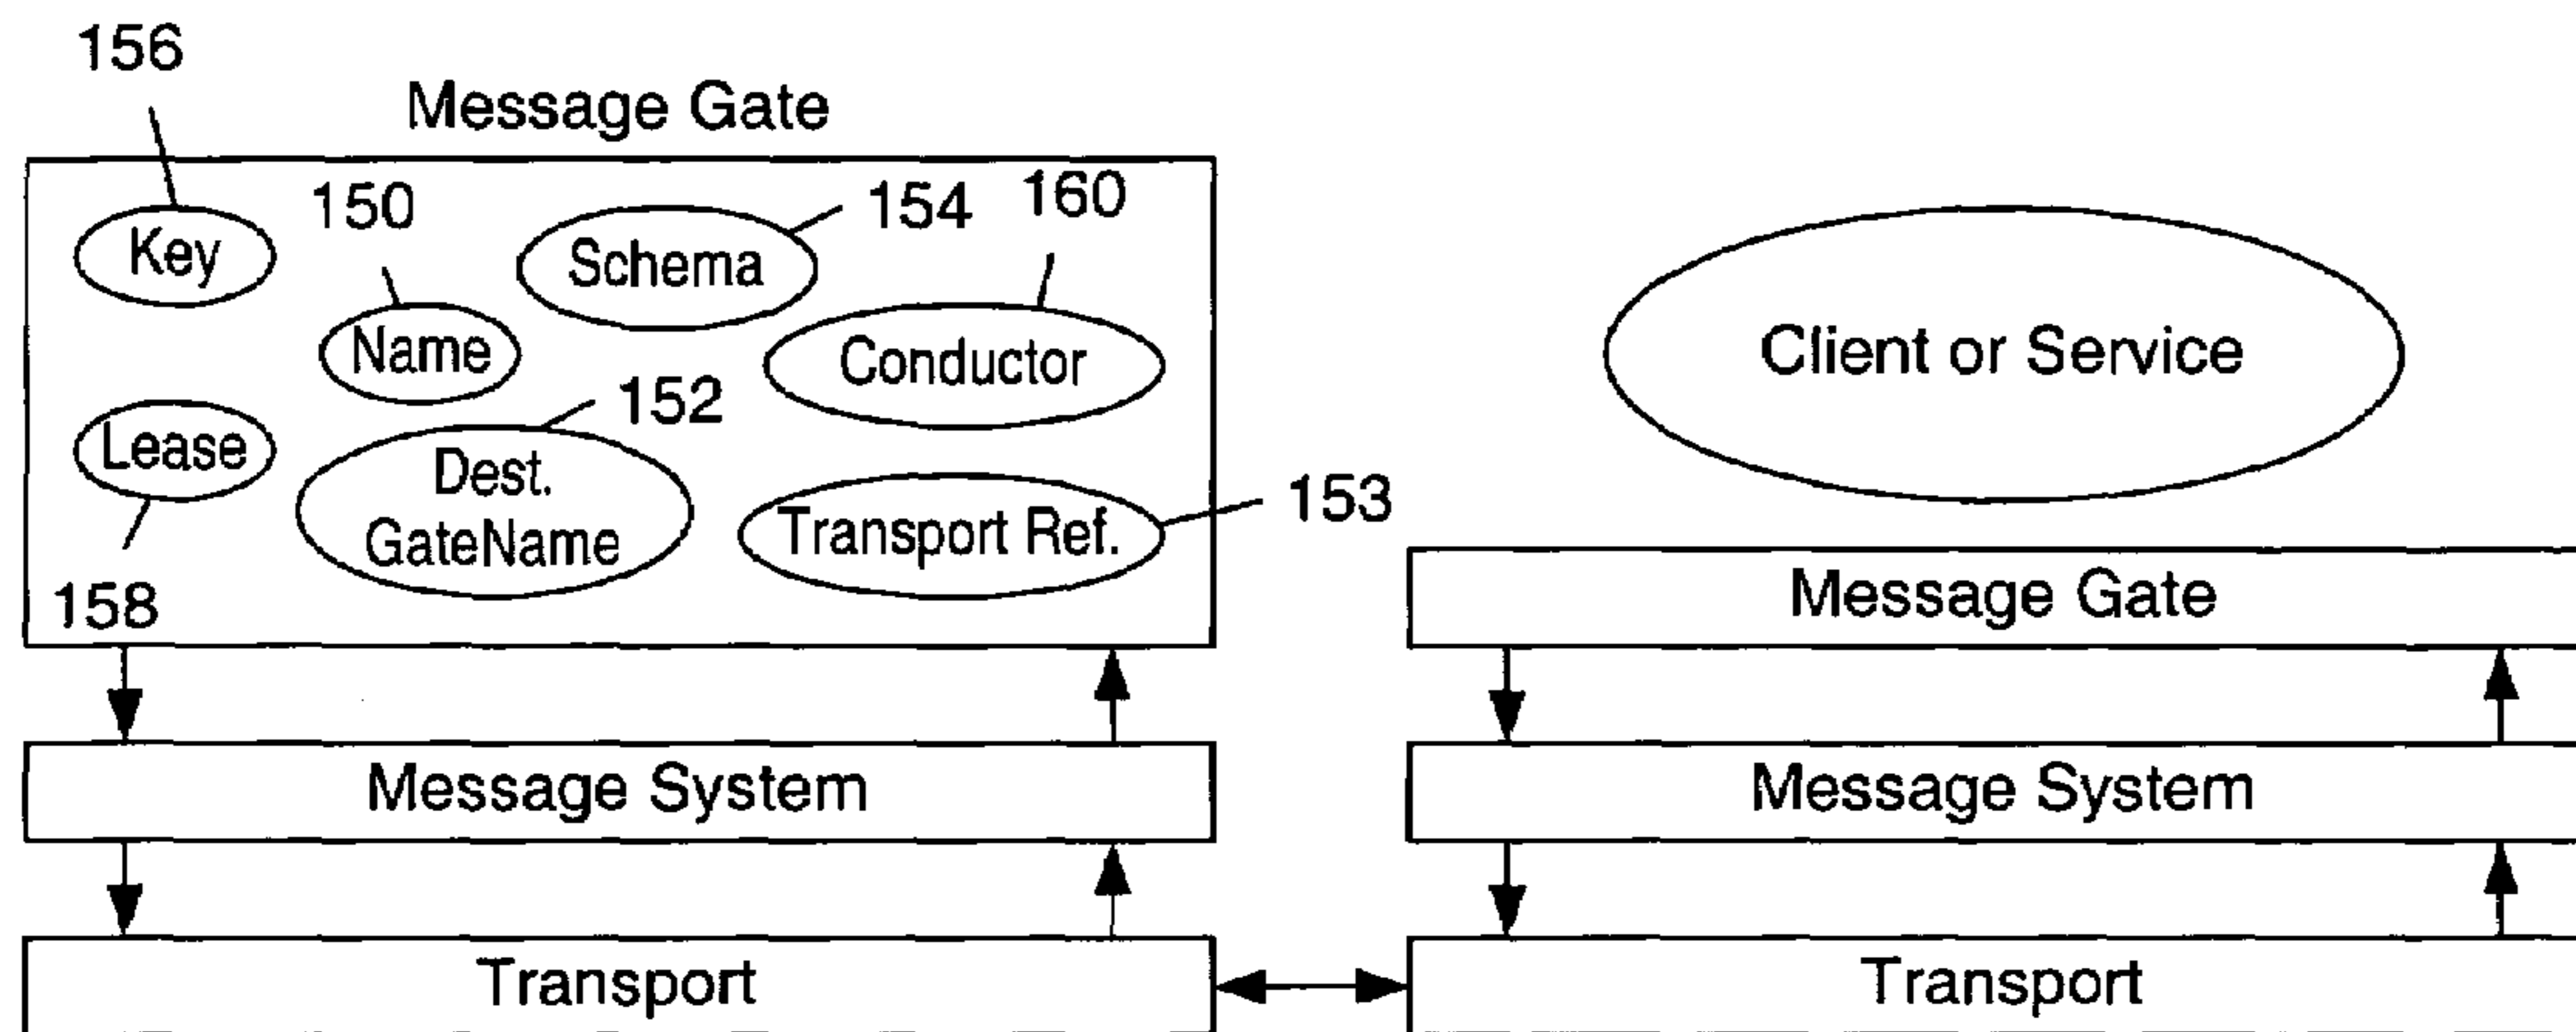 156
Message Gate
150
154
160
Key
Schema
Name
Conductor
Client or Service
152
Lease
Dest.
GateName
Transport Ref.
153
158
Message Gate
Message System
Message System
Transport
Transport